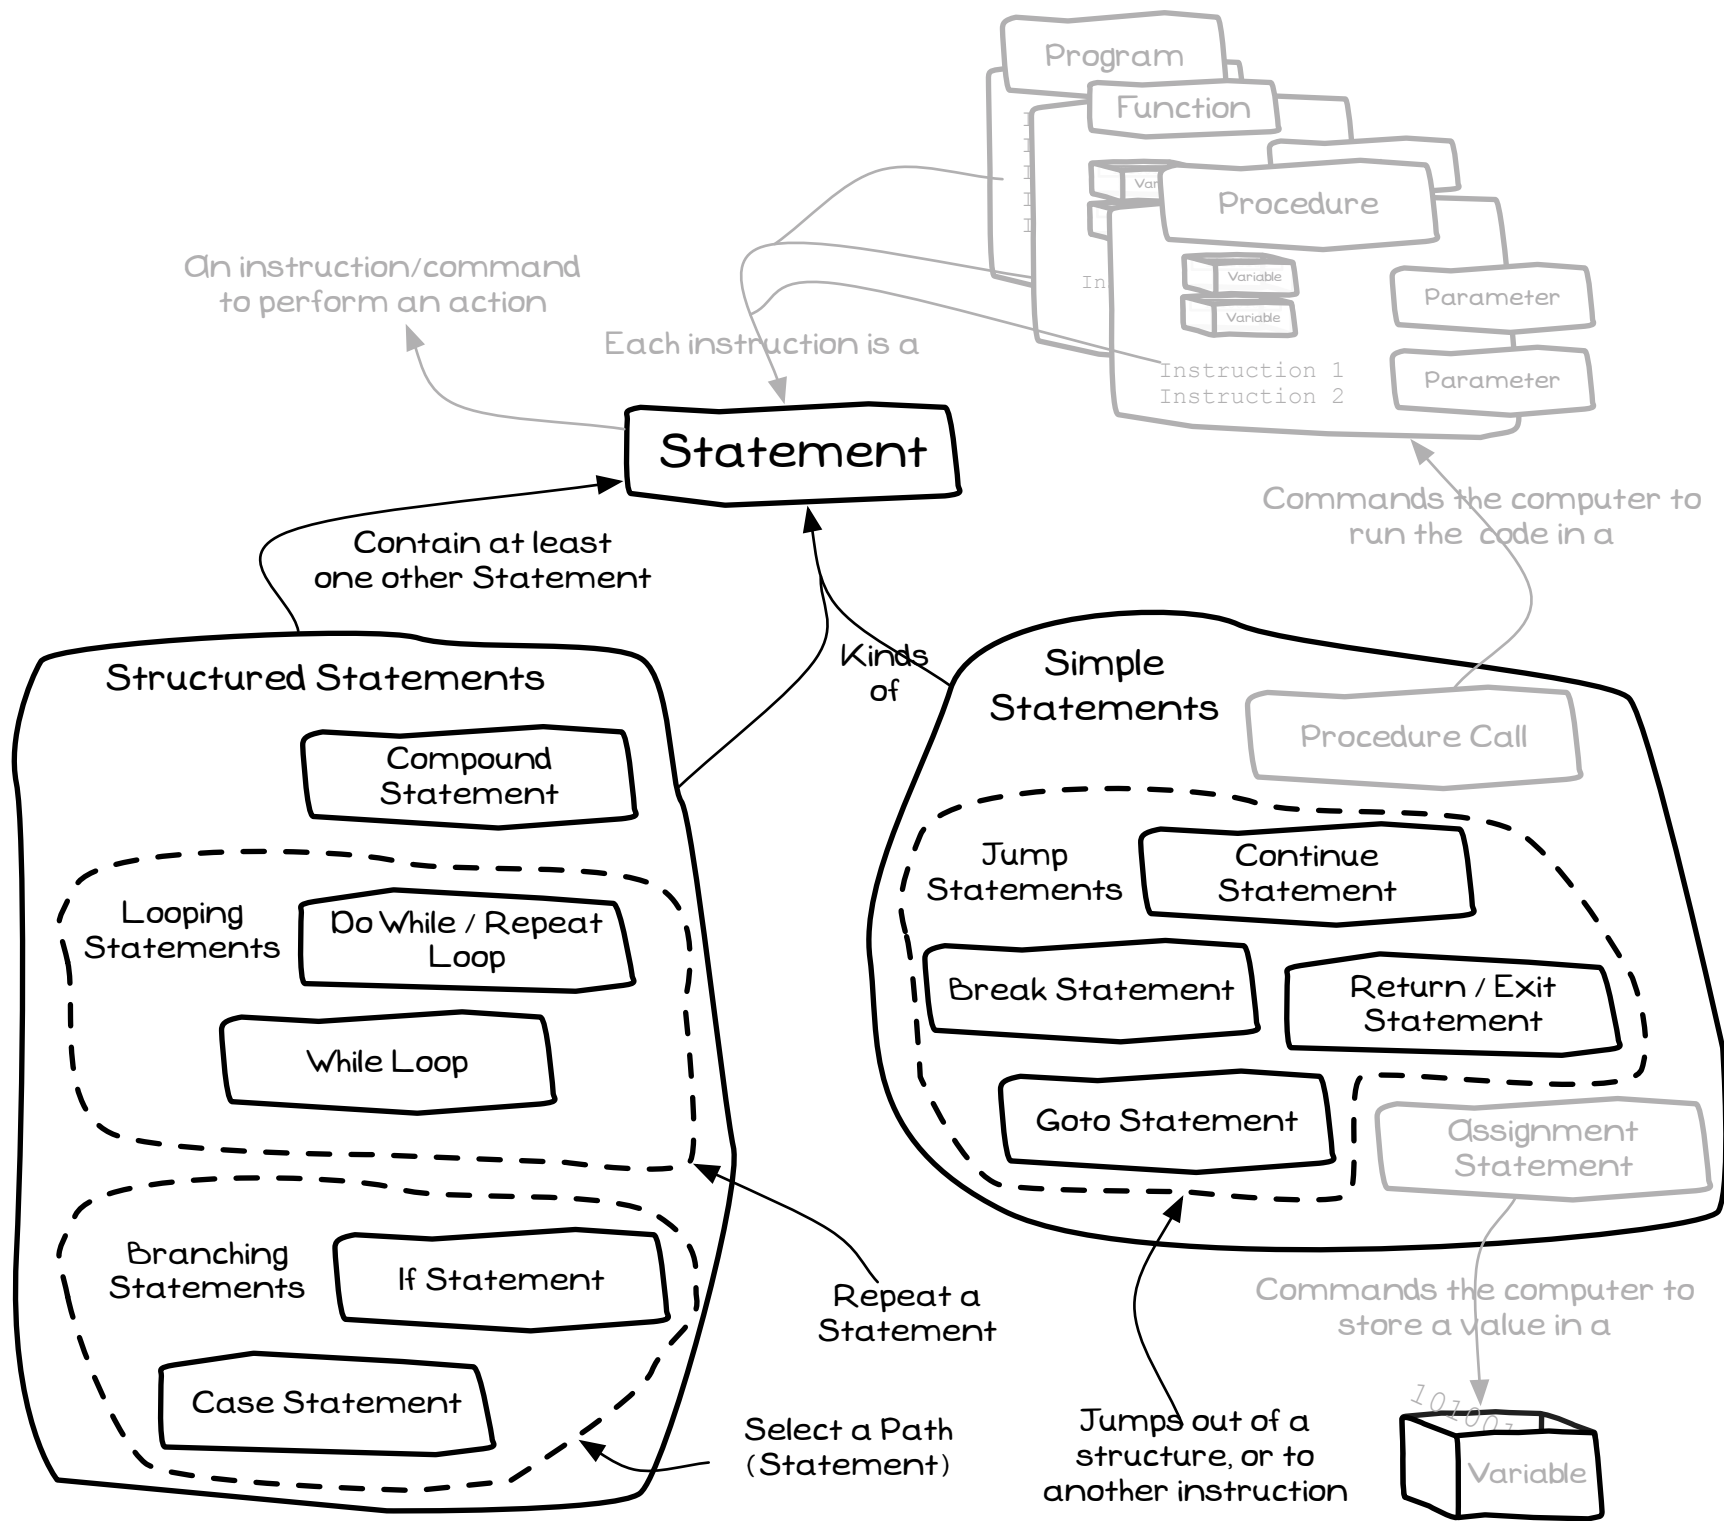 Program
Function
Var
Procedure
In
Variable
Variable
Parameter
Parameter
Instruction 1
Instruction 2
An instruction/command
to perform an action
Each instruction is a
Statement
Commands the computer to
run the code in a
Contain at least
one other Statement
Kinds
of
Structured Statements
Compound
Statement
Looping
Statements
Do While / Repeat
Loop
While Loop
Branching
Statements
If Statement
Case Statement
Simple
Statements
Procedure Call
Jump
Statements
Continue
Statement
Break Statement
Return / Exit
Statement
Goto Statement
Assignment
Statement
Repeat a
Statement
Select a Path
(Statement)
Jumps out of a
structure, or to
another instruction
Commands the computer to
store a value in a
101001
Variable